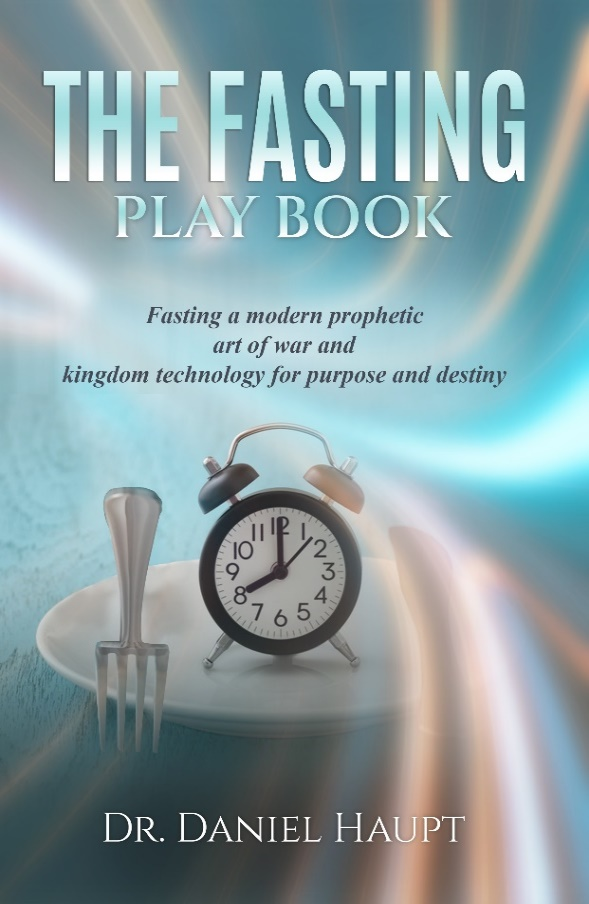 THE FASTING
PLAY BOOK
Fasting a modern prophetic
art of war and
kingdom technology for purpose and destiny
11 12 1
10 2
9 3
8 4
7 6 5
DR. DANIEL HAUPT